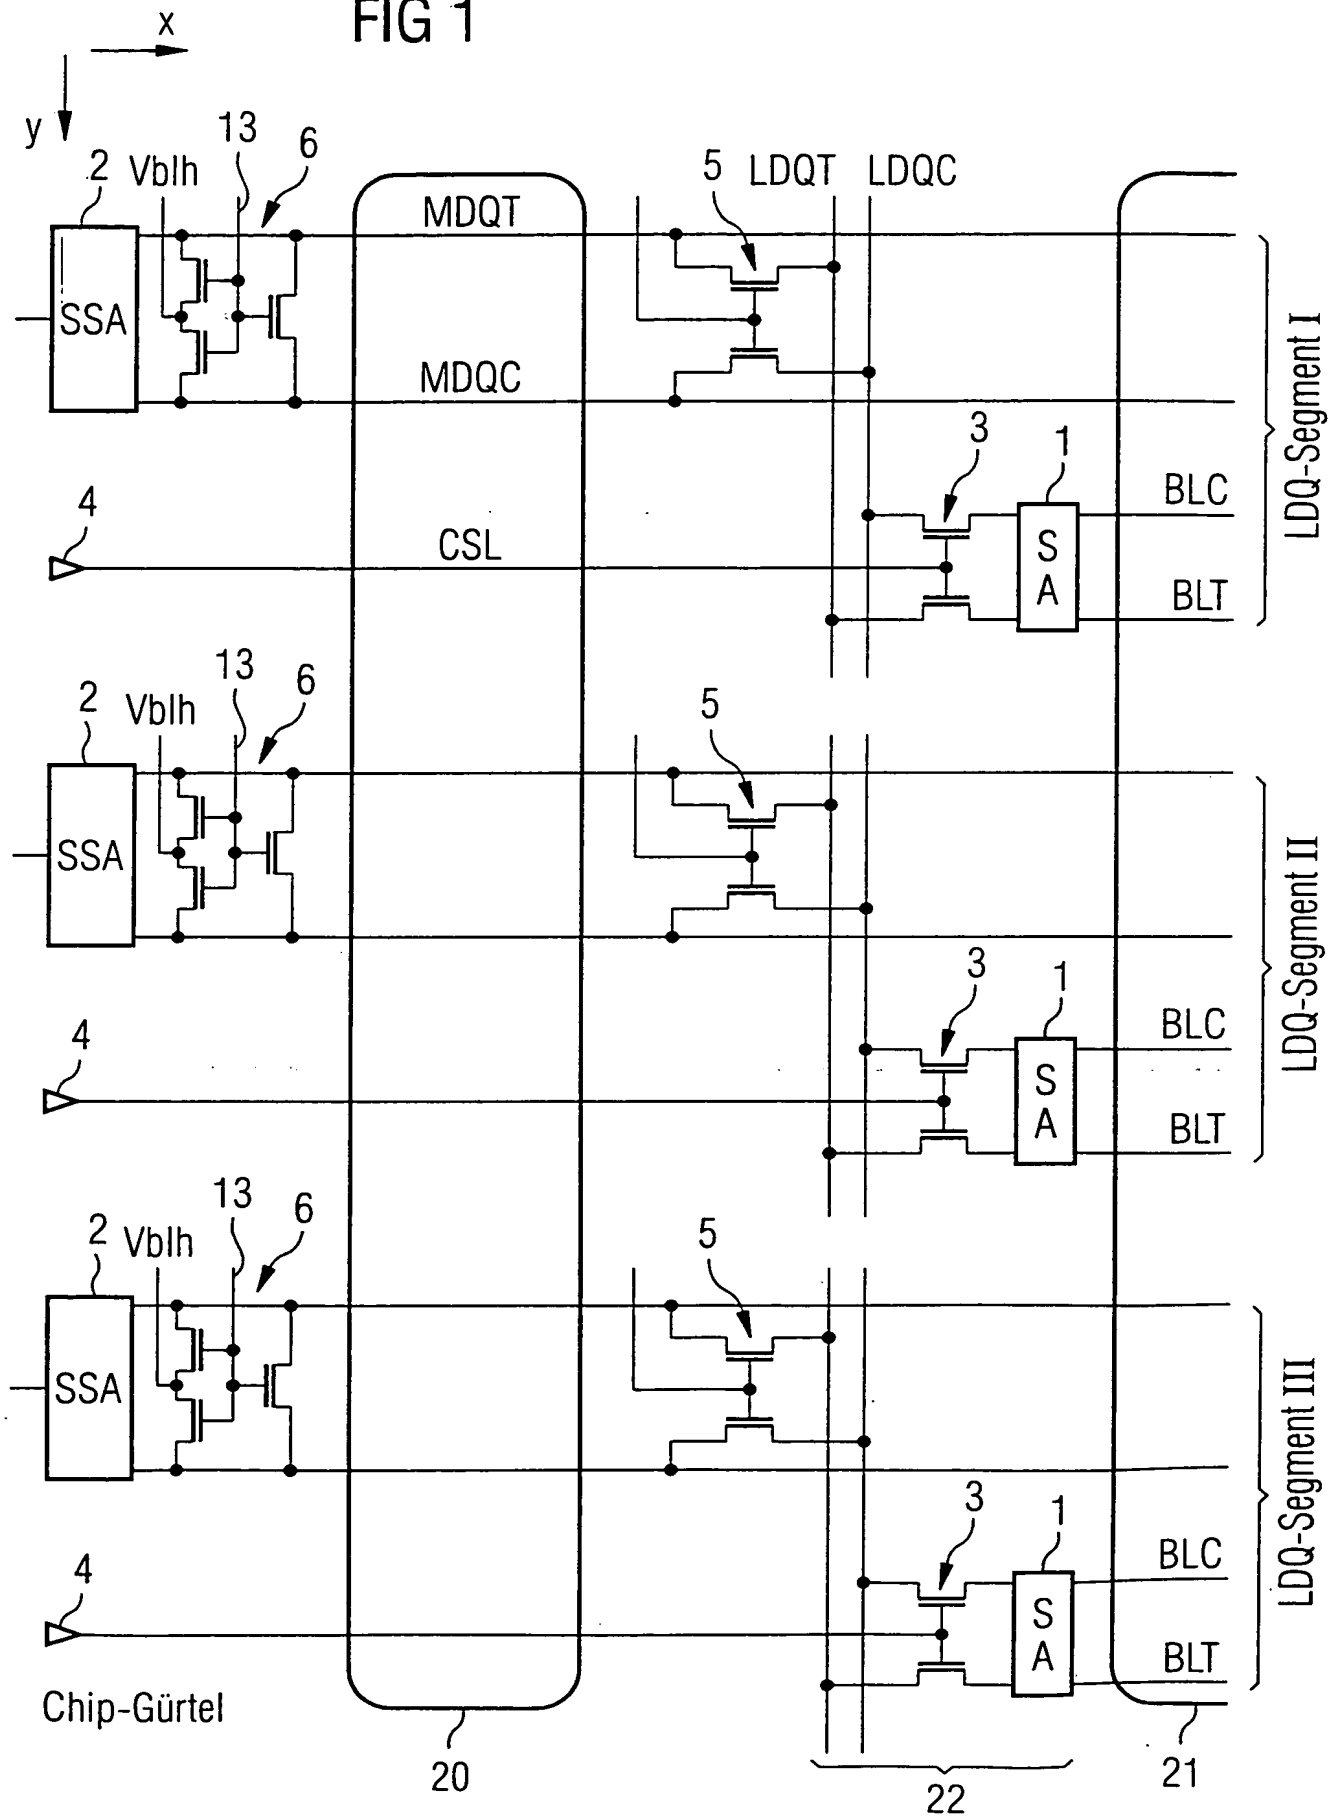 FIG 1
x
y
2 Vblh 13 6 5 LDQT LDQC
MDQT
SSA
MDQC
LDQ-Segment I
3 1
BLC
4
CSL
S
A
BLT
2 Vblh 13 6 5
SSA
LDQ-Segment II
3 1
BLC
4
S
A
BLT
2 Vblh 13 6 5
SSA
LDQ-Segment III
3 1
BLC
4
S
A
BLT
Chip-Gürtel
20
22
21